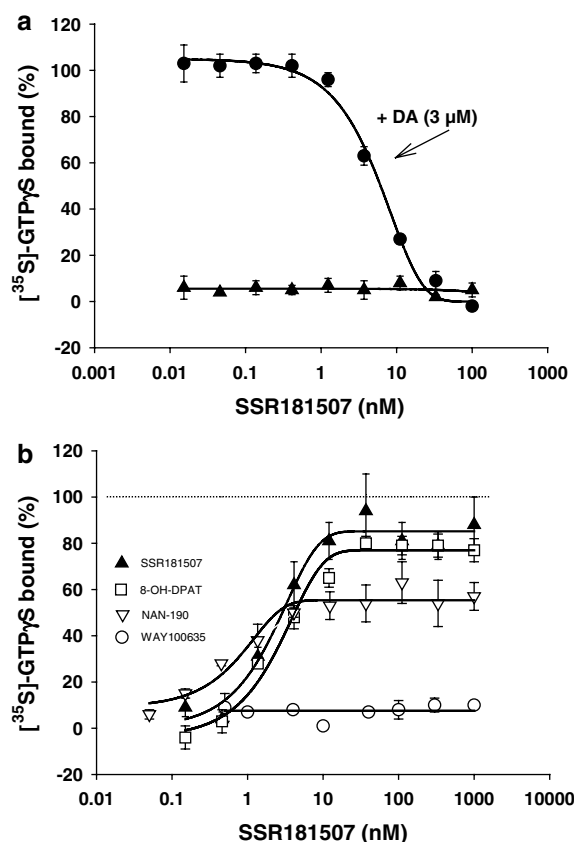 a
120
100
80
60
40
20
0
-20
[³⁵S]-GTPγS bound (%)
+ DA (3 µM)
0.001 0.01 0.1 1 10 100 1000
SSR181507 (nM)
b
120
100
80
60
40
20
0
-20
[³⁵S]-GTPγS bound (%)
SSR181507
8-OH-DPAT
NAN-190
WAY100635
0.01 0.1 1 10 100 1000 10000
SSR181507 (nM)